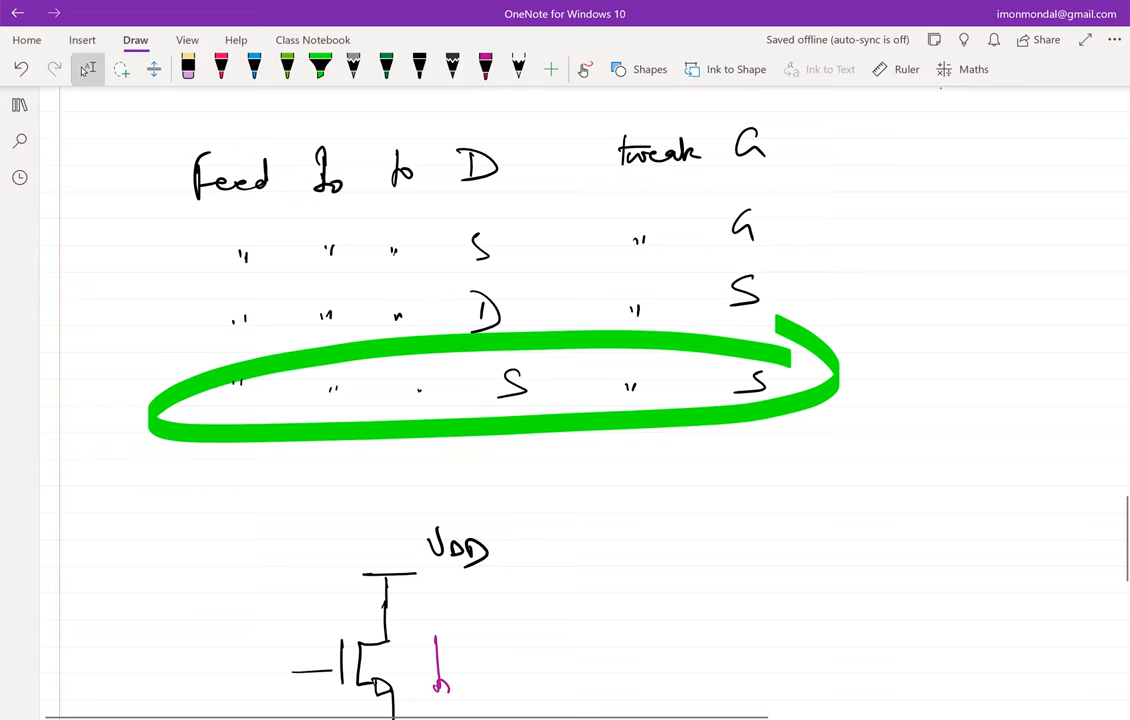 OneNote for Windows 10
imonmondal@gmail.com
Home Insert Draw View Help Class Notebook
Saved offline (auto-sync is off) Share
Shapes Ink to Shape Ink to Text Ruler Maths
Feed I₀ to D tweak G
" " " S " G
" " " D " S
" " " S " S
VDD